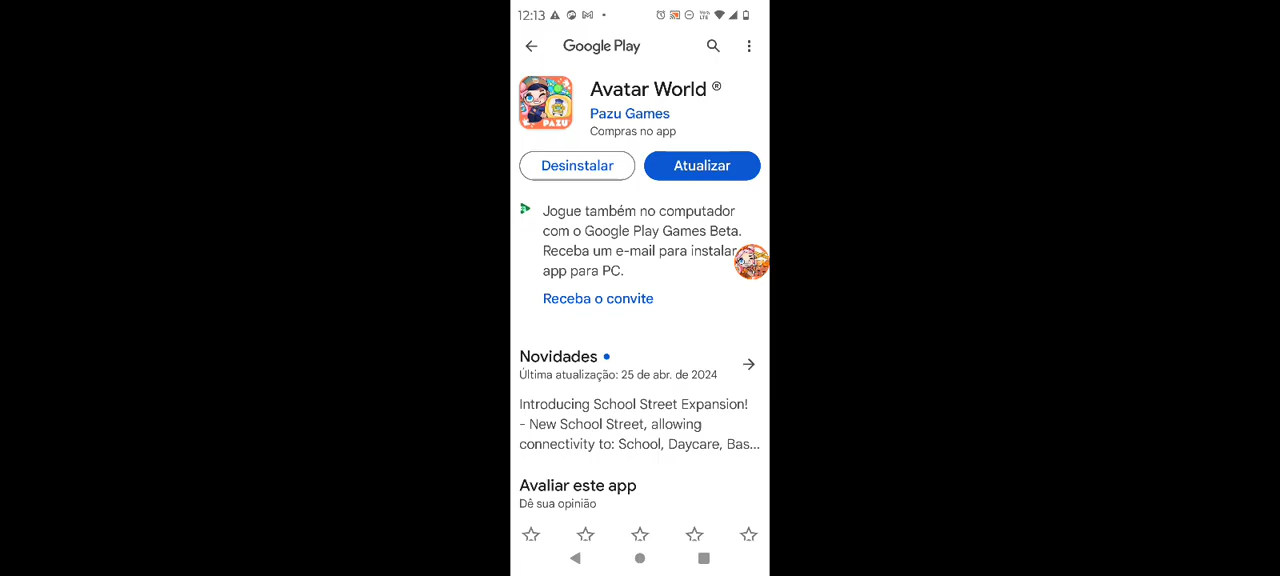 12:13
Google Play
Avatar World ®
Pazu Games
Compras no app
Desinstalar
Atualizar
Jogue também no computador
com o Google Play Games Beta.
Receba um e-mail para instalar
app para PC.
Receba o convite
Novidades
Última atualização: 25 de abr. de 2024
Introducing School Street Expansion!
- New School Street, allowing
connectivity to: School, Daycare, Bas...
Avaliar este app
Dê sua opinião
PAZU